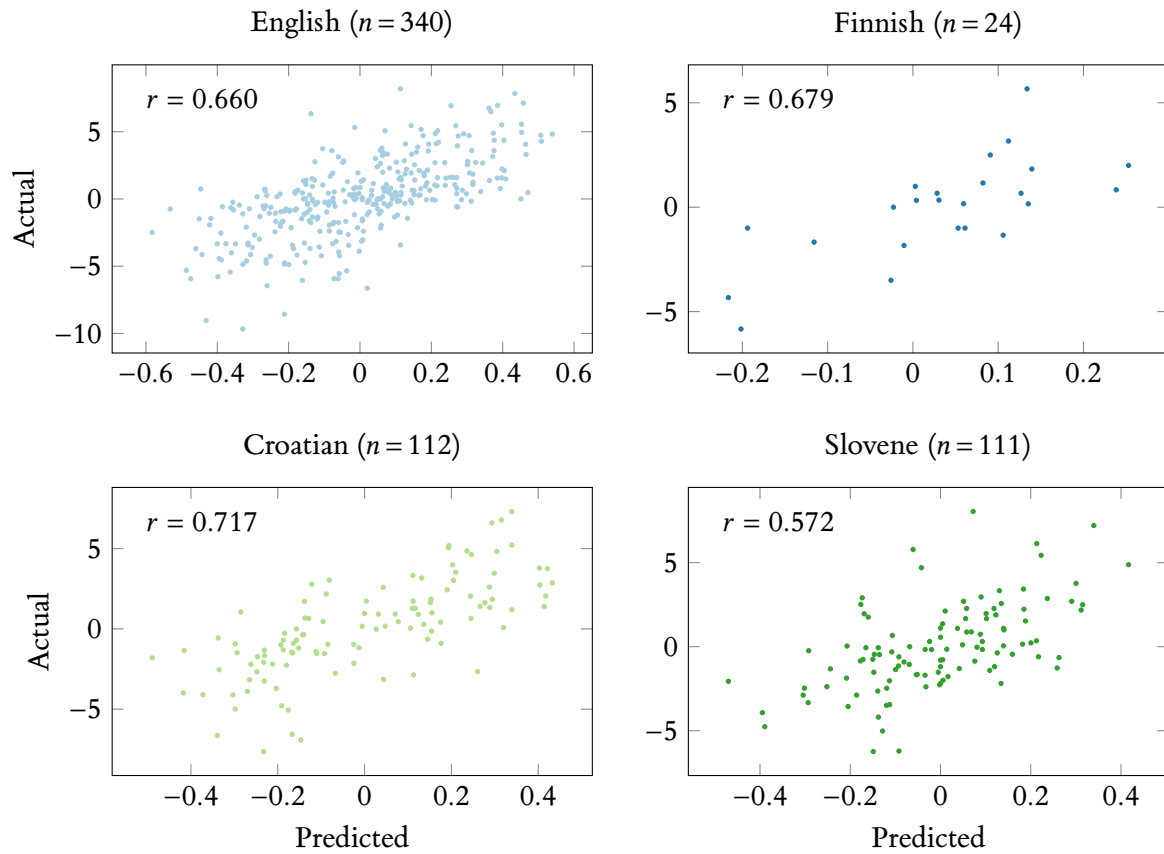 English (n = 340)
r = 0.660
Actual
5
0
−5
−10
−0.6
−0.4
−0.2
0
0.2
0.4
0.6
Finnish (n = 24)
r = 0.679
5
0
−5
−0.2
−0.1
0
0.1
0.2
Croatian (n = 112)
r = 0.717
Actual
5
0
−5
−0.4
−0.2
0
0.2
0.4
Predicted
Slovene (n = 111)
r = 0.572
5
0
−5
−0.4
−0.2
0
0.2
0.4
Predicted